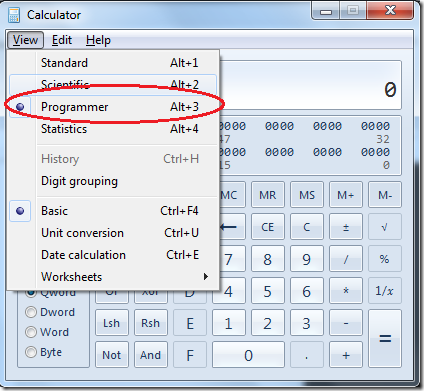 Calculator
View Edit Help
Standard Alt+1
Scientific Alt+2
Programmer Alt+3
Statistics Alt+4
History Ctrl+H
Digit grouping
Basic Ctrl+F4
Unit conversion Ctrl+U
Date calculation Ctrl+E
Worksheets
0
0000 0000 0000
47 32
0000 0000 0000
15 0
MC MR MS M+ M-
← CE C ± √
7 8 9 / %
Qword Or Xor D 4 5 6 * 1/x
Dword
Word Lsh Rsh E 1 2 3 - =
Byte Not And F 0 . +